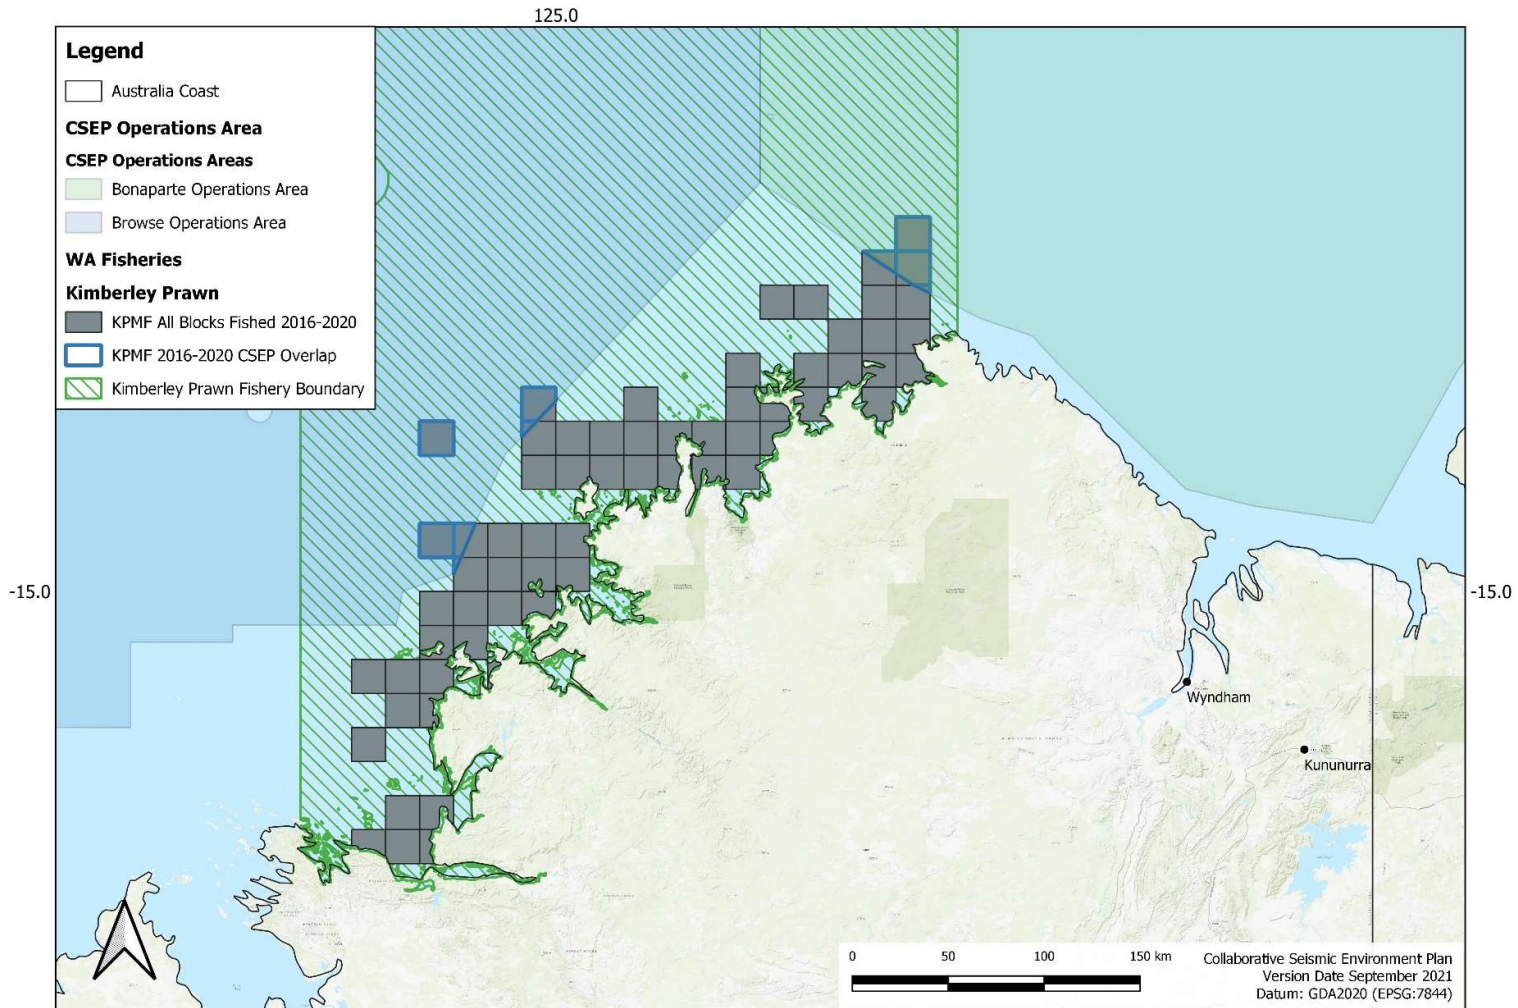 125.0
Legend
Australia Coast
CSEP Operations Area
CSEP Operations Areas
Bonaparte Operations Area
Browse Operations Area
WA Fisheries
Kimberley Prawn
KPMF All Blocks Fished 2016-2020
KPMF 2016-2020 CSEP Overlap
Kimberley Prawn Fishery Boundary
-15.0
-15.0
Wyndham
Kununurra
0 50 100 150 km
Collaborative Seismic Environment Plan
Version Date September 2021
Datum: GDA2020 (EPSG:7844)